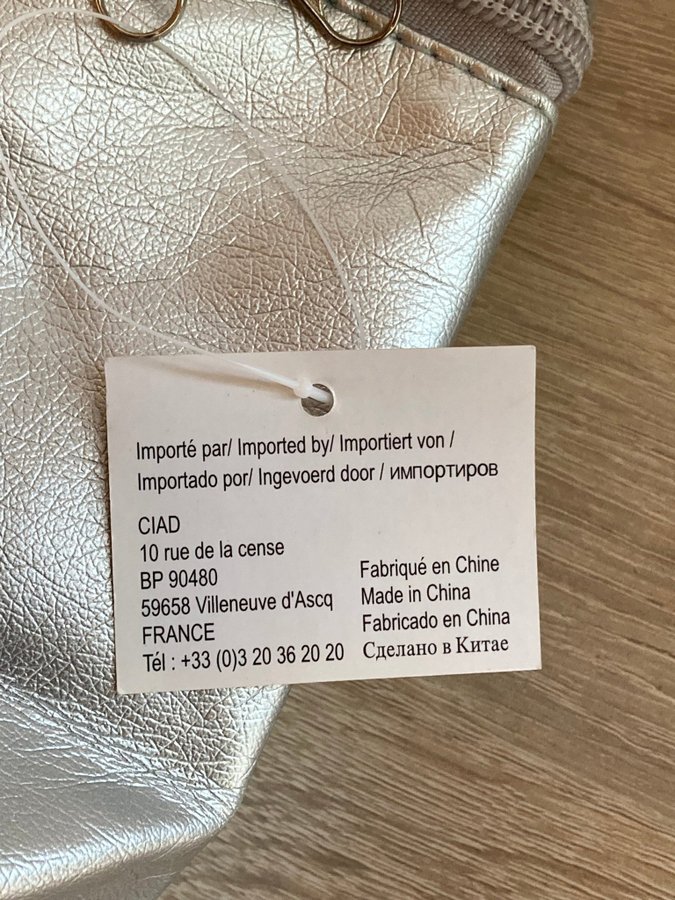 Importé par/ Imported by/ Importiert von /
Importado por/ Ingevoerd door / импортиров
CIAD
10 rue de la cense
BP 90480
59658 Villeneuve d'Ascq
FRANCE
Tél : +33 (0)3 20 36 20 20
Fabriqué en Chine
Made in China
Fabricado en China
Сделано в Китае